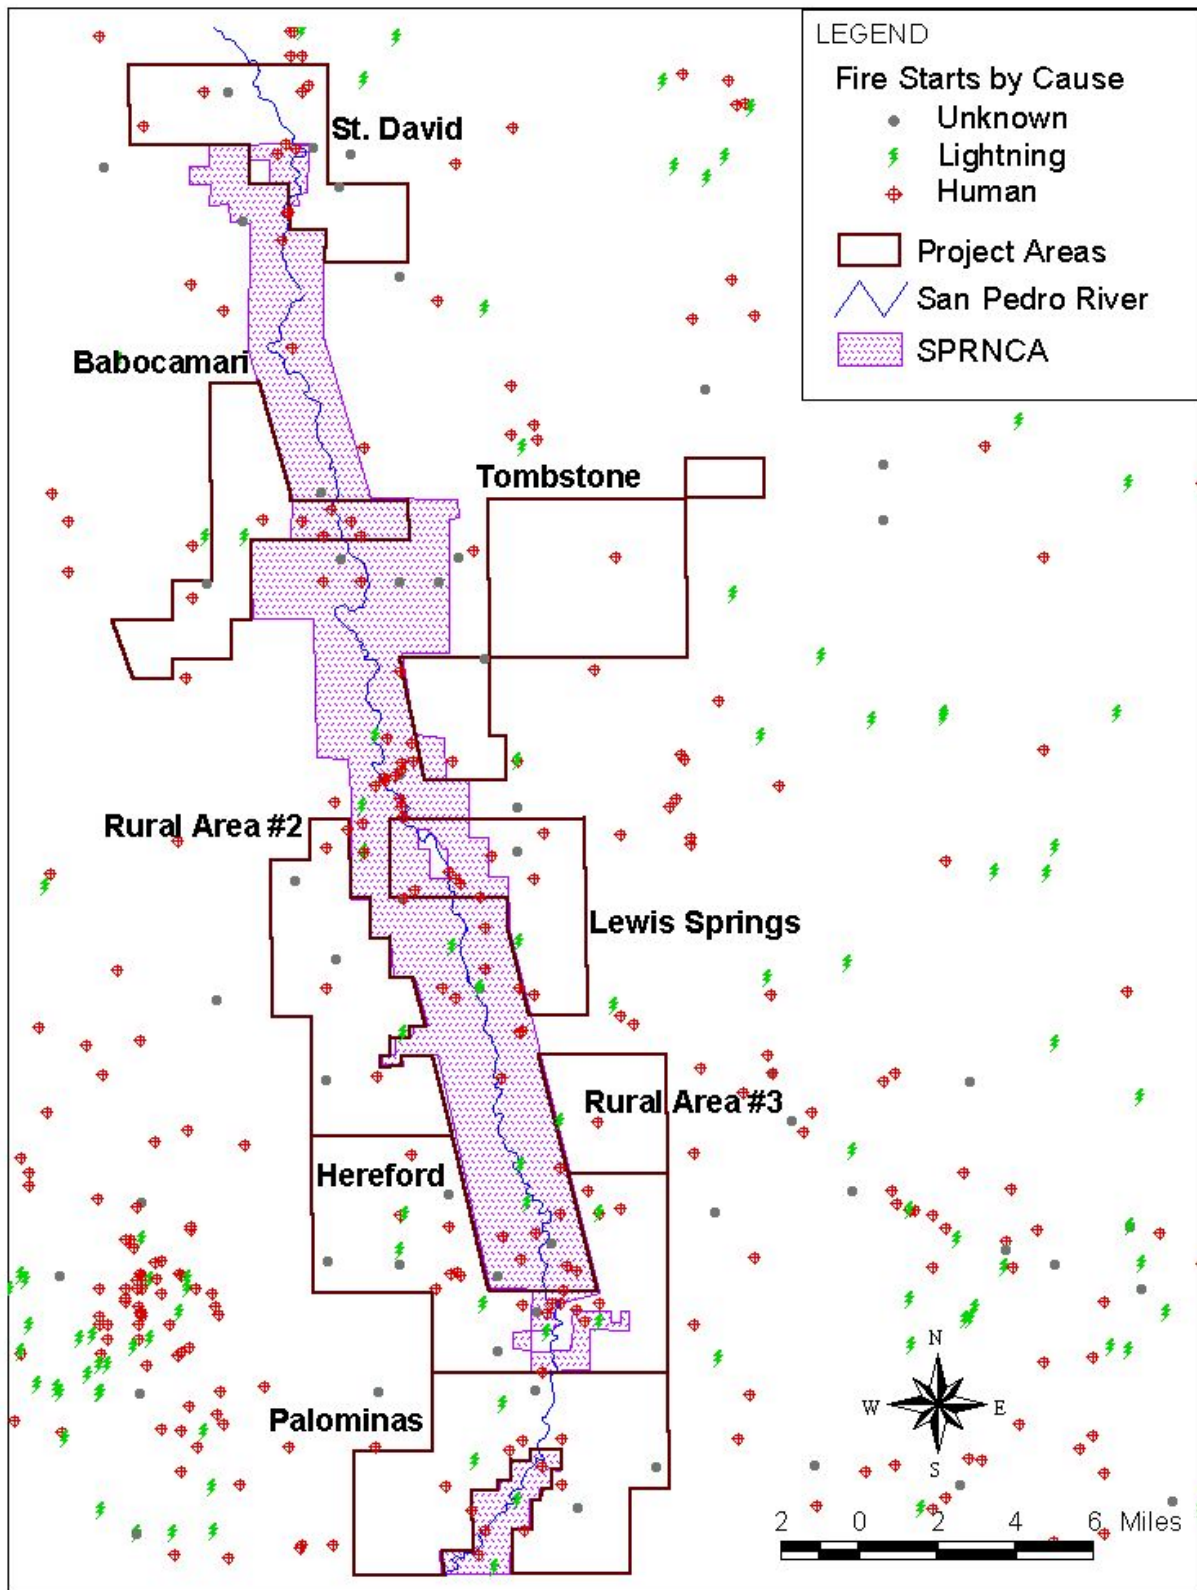 LEGEND
Fire Starts by Cause
Unknown
Lightning
Human
Project Areas
San Pedro River
SPRNCA
St. David
Babocamari
Tombstone
Rural Area #2
Lewis Springs
Rural Area #3
Hereford
Palominas
N
W E
S
2 0 2 4 6 Miles